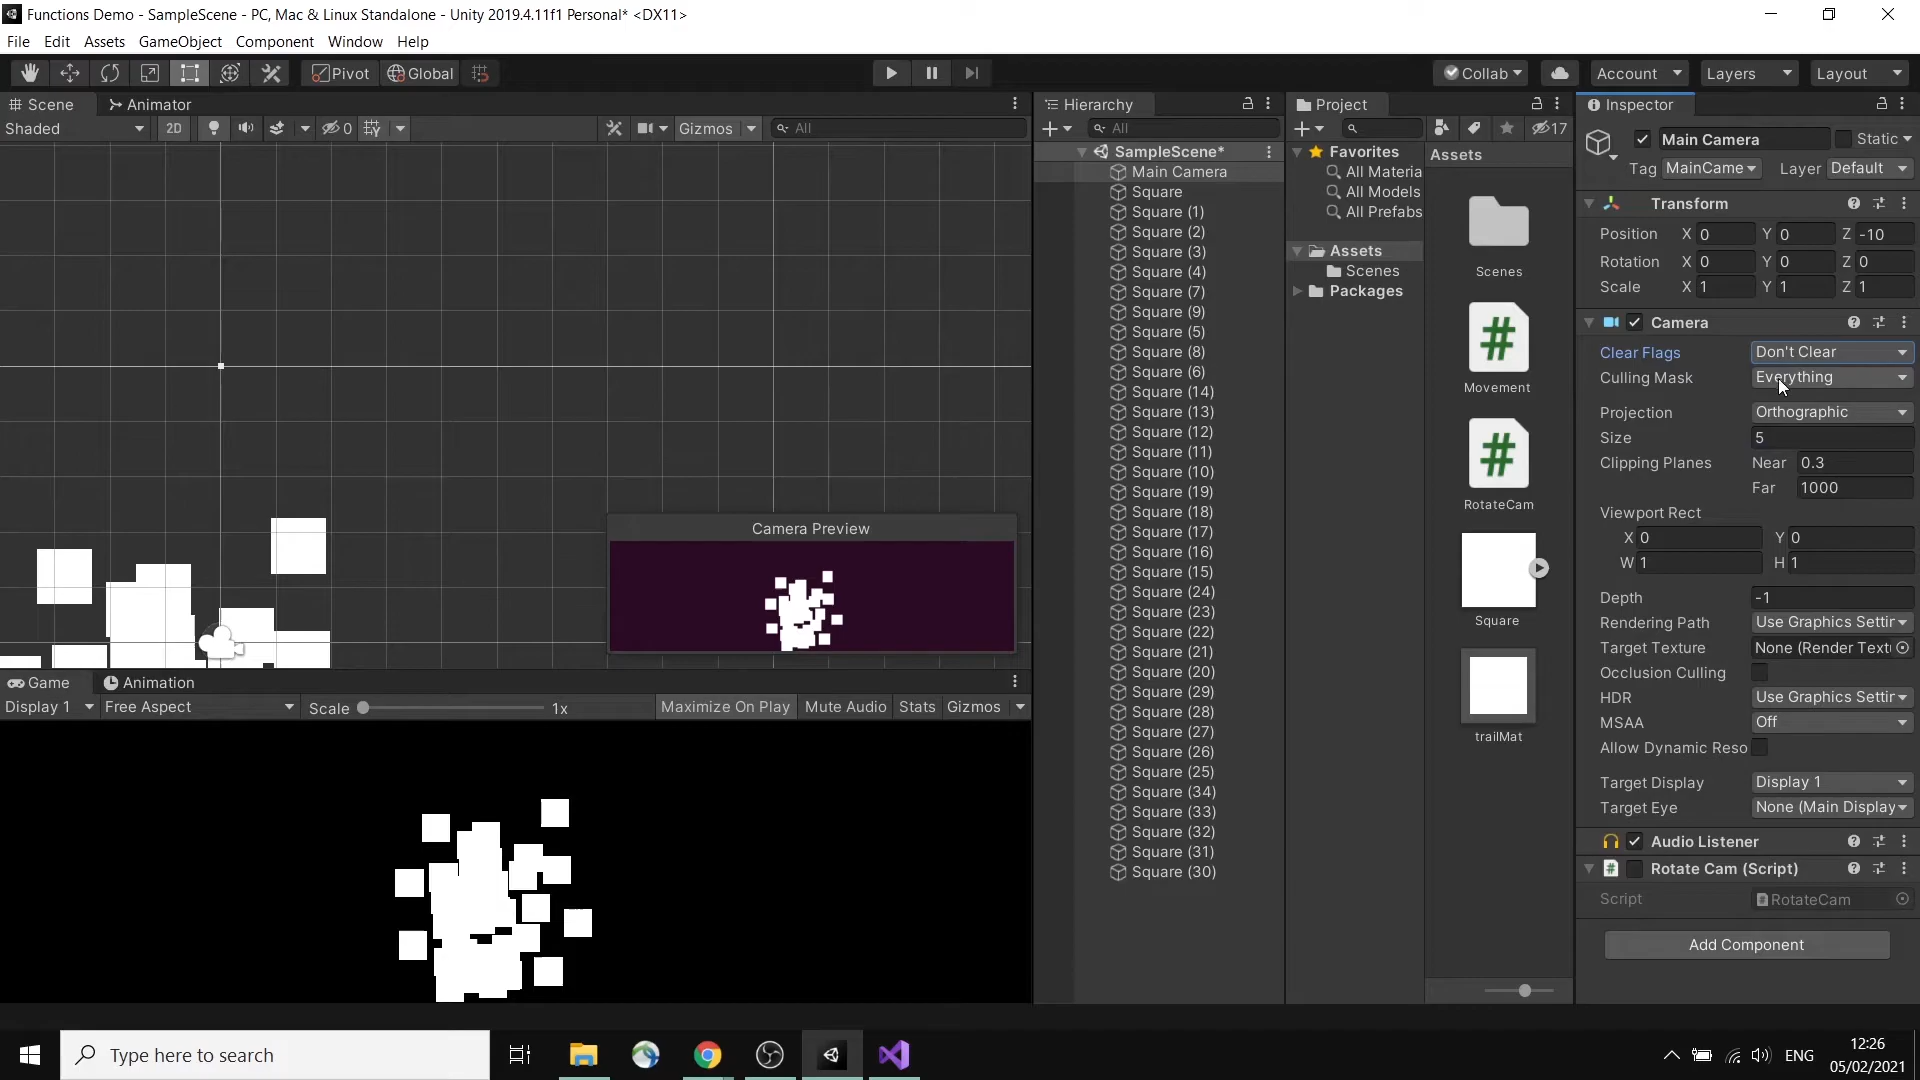 Functions Demo - SampleScene - PC, Mac & Linux Standalone - Unity 2019.4.11f1 Personal* <DX11>
File Edit Assets GameObject Component Window Help
Pivot Global Collab Account Layers Layout
Scene Animator
Shaded 2D 0 Gizmos All
Camera Preview
Game Animation
Display 1 Free Aspect Scale 1x Maximize On Play Mute Audio Stats Gizmos
Hierarchy
All
SampleScene*
Main Camera
Square
Square (1)
Square (2)
Square (3)
Square (4)
Square (7)
Square (9)
Square (5)
Square (8)
Square (6)
Square (14)
Square (13)
Square (12)
Square (11)
Square (10)
Square (19)
Square (18)
Square (17)
Square (16)
Square (15)
Square (24)
Square (23)
Square (22)
Square (21)
Square (20)
Square (29)
Square (28)
Square (27)
Square (26)
Square (25)
Square (34)
Square (33)
Square (32)
Square (31)
Square (30)
Project
17
Favorites
All Materia
All Models
All Prefabs
Assets
Scenes
Packages
Assets
Scenes
#
Movement
#
RotateCam
Square
trailMat
Inspector
Main Camera Static
Tag MainCame Layer Default
Transform
Position X 0 Y 0 Z -10
Rotation X 0 Y 0 Z 0
Scale X 1 Y 1 Z 1
Camera
Clear Flags Don't Clear
Culling Mask Everything
Projection Orthographic
Size 5
Clipping Planes Near 0.3
Far 1000
Viewport Rect
X 0 Y 0
W 1 H 1
Depth -1
Rendering Path Use Graphics Settir
Target Texture None (Render Textu
Occlusion Culling
HDR Use Graphics Settir
MSAA Off
Allow Dynamic Reso
Target Display Display 1
Target Eye None (Main Display
Audio Listener
# Rotate Cam (Script)
Script RotateCam
Add Component
Type here to search
ENG 12:26
05/02/2021